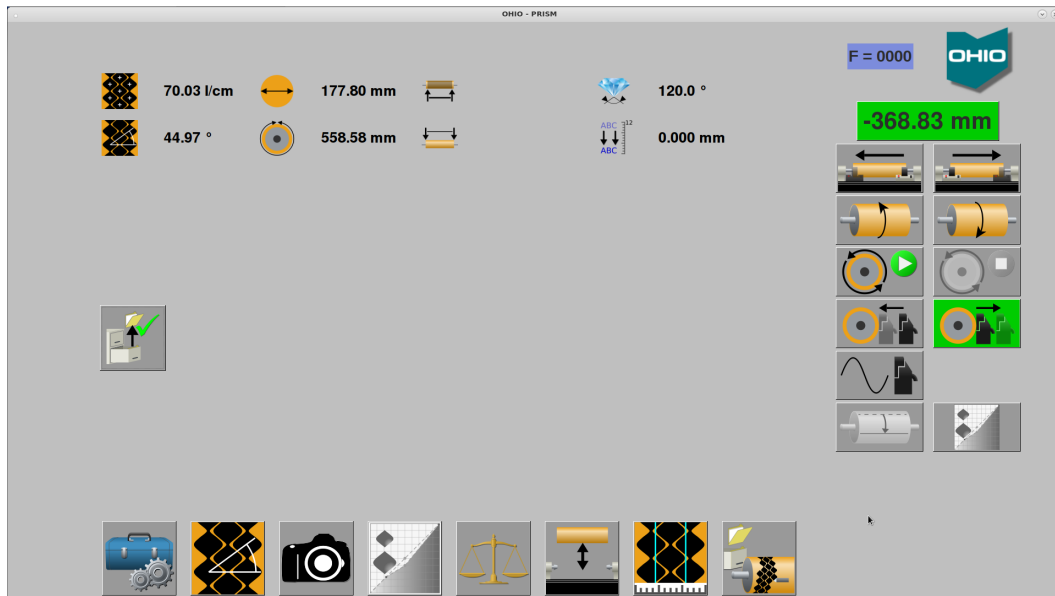 OHIO - PRISM
F = 0000
OHIO
70.03 l/cm
177.80 mm
120.0 °
-368.83 mm
44.97 °
558.58 mm
ABC
12
ABC
0.000 mm